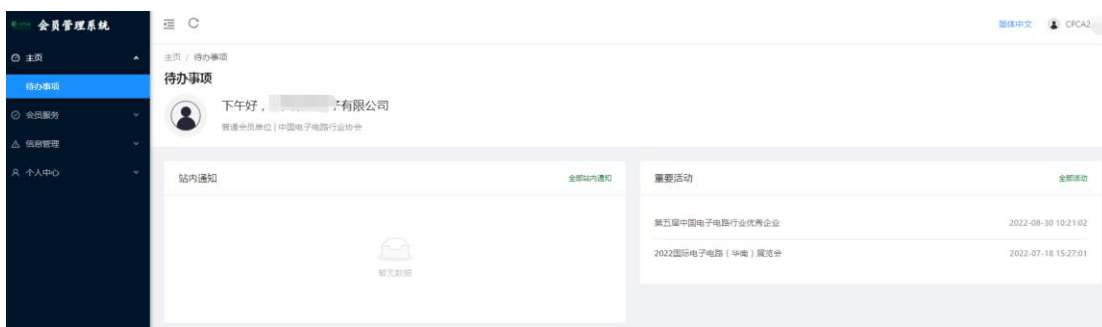 会员管理系统
简体中文
CPCA2
主页
主页 / 待办事项
待办事项
待办事项
下午好，
子有限公司
普通会员单位 | 中国电子电路行业协会
会员服务
信息管理
个人中心
站内通知
全部站内通知
暂无数据
重要活动
全部活动
第五届中国电子电路行业优秀企业
2022-08-30 10:21:02
2022国际电子电路（华南）展览会
2022-07-18 15:27:01